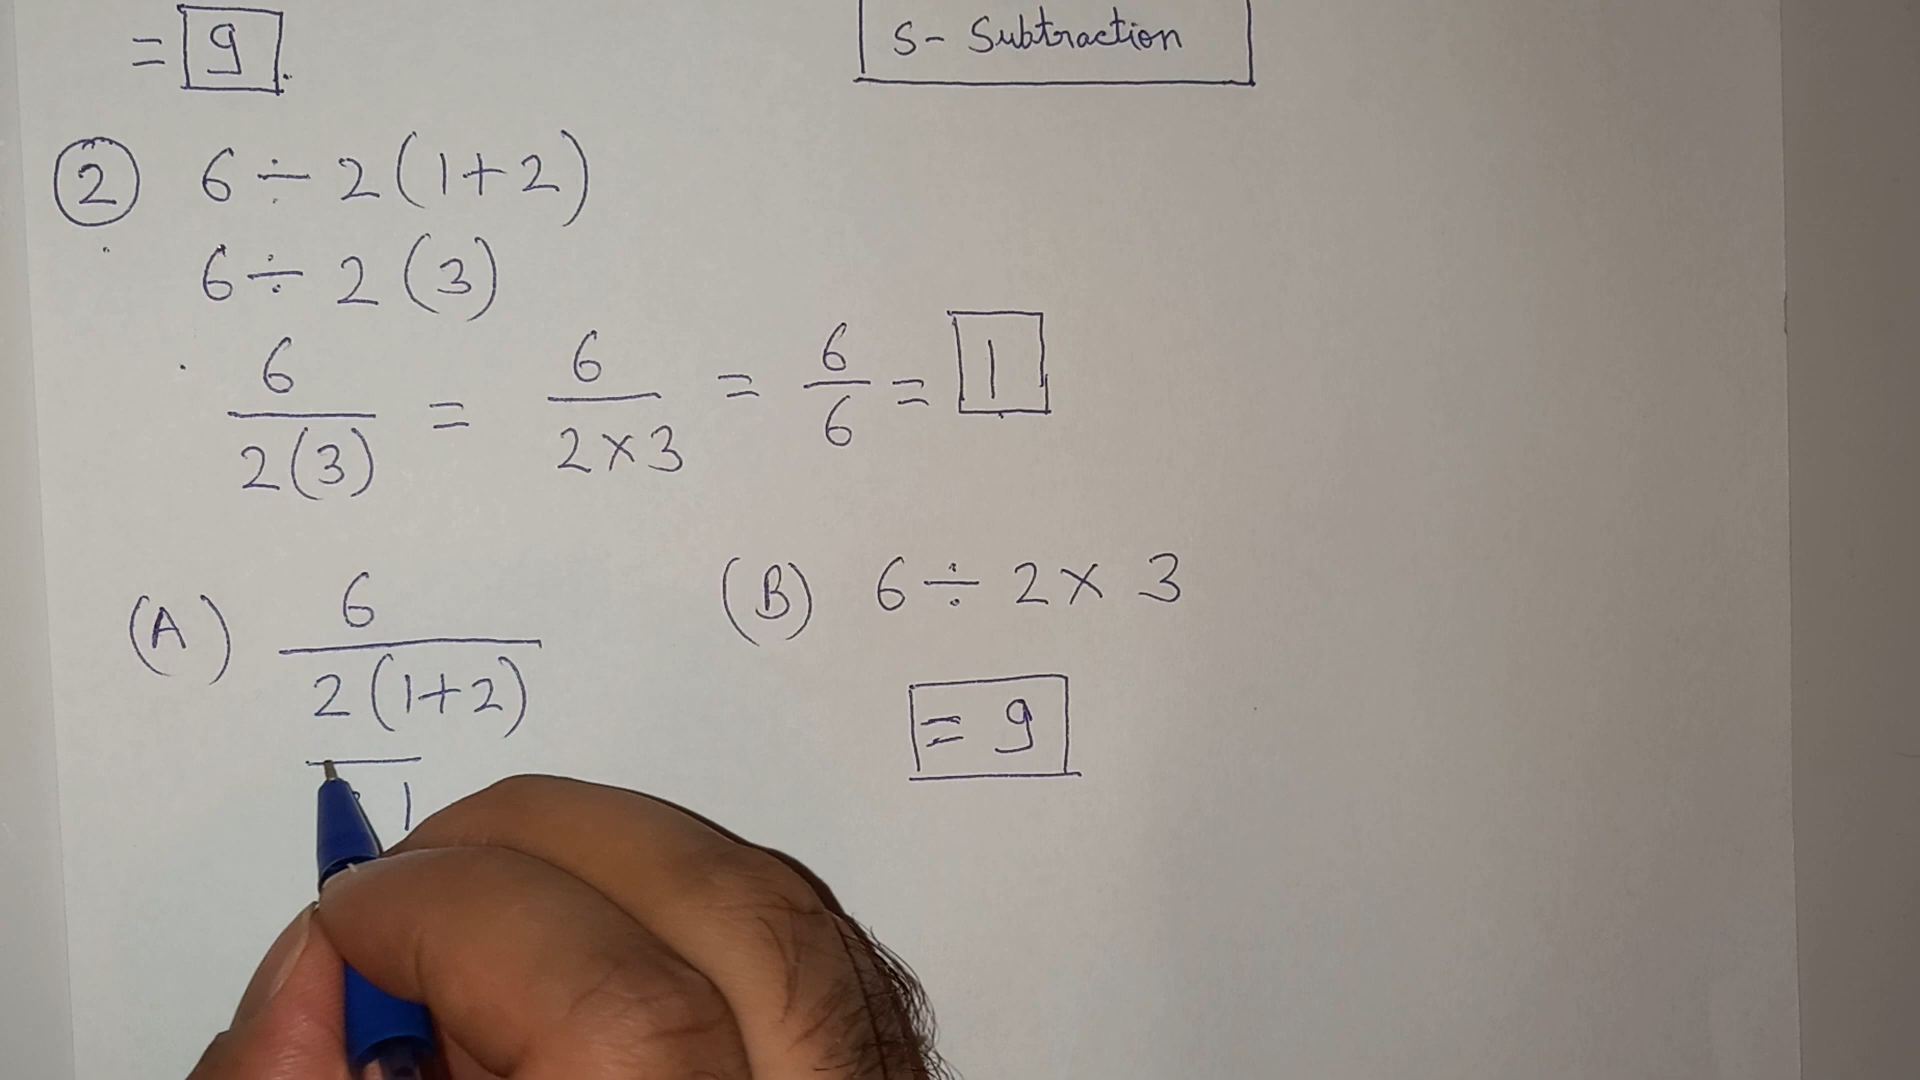 = 9.
S - Subtraction
② 6 ÷ 2 (1+2)
6 ÷ 2 (3)
6/2(3) = 6/2×3 = 6/6 = 1
(A) 6/2(1+2)
(B) 6 ÷ 2 × 3
= 9
1